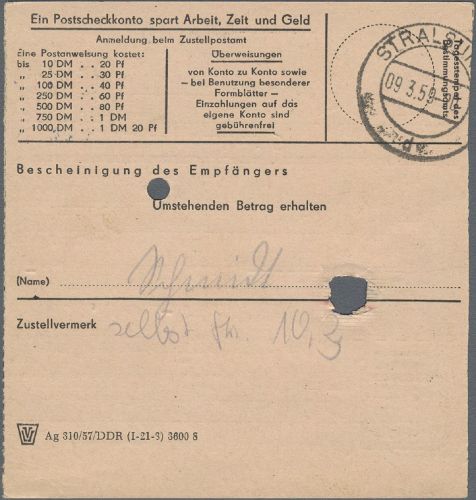 Ein Postscheckkonto spart Arbeit, Zeit und Geld
Anmeldung beim Zustellpostamt
Eine Postanweisung kostet:
bis 10 DM . . 20 Pf
„ 25 DM . . 30 Pf
„ 100 DM . . 40 Pf
„ 250 DM . . 60 Pf
„ 500 DM . . 80 Pf
„ 750 DM . . 1 DM
„ 1000 DM . . 1 DM 20 Pf
Überweisungen
von Konto zu Konto sowie
– bei Benutzung besonderer
Formblätter –
Einzahlungen auf das
eigene Konto sind
gebührenfrei
Tagesstempel des
Bestimmungspostamts
STRALSUND
09.3.59
Bescheinigung des Empfängers
Umstehenden Betrag erhalten
Schmidt
(Name)
Zustellvermerk selbst 10.3
Ag 310/57/DDR (I-21-3) 3600 8